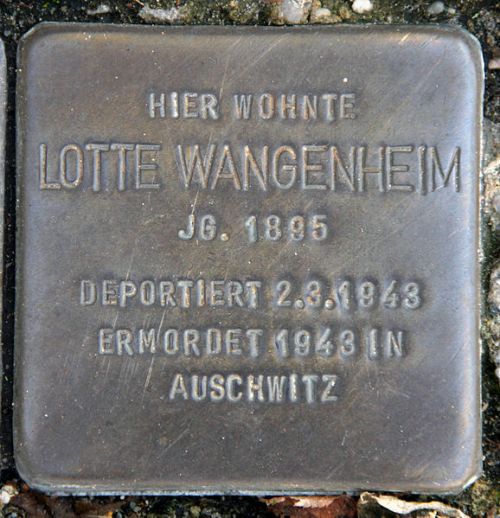 HIER WOHNTE
LOTTE WANGENHEIM
JG. 1895
DEPORTIERT 2.3.1943
ERMORDET 1943 IN
AUSCHWITZ